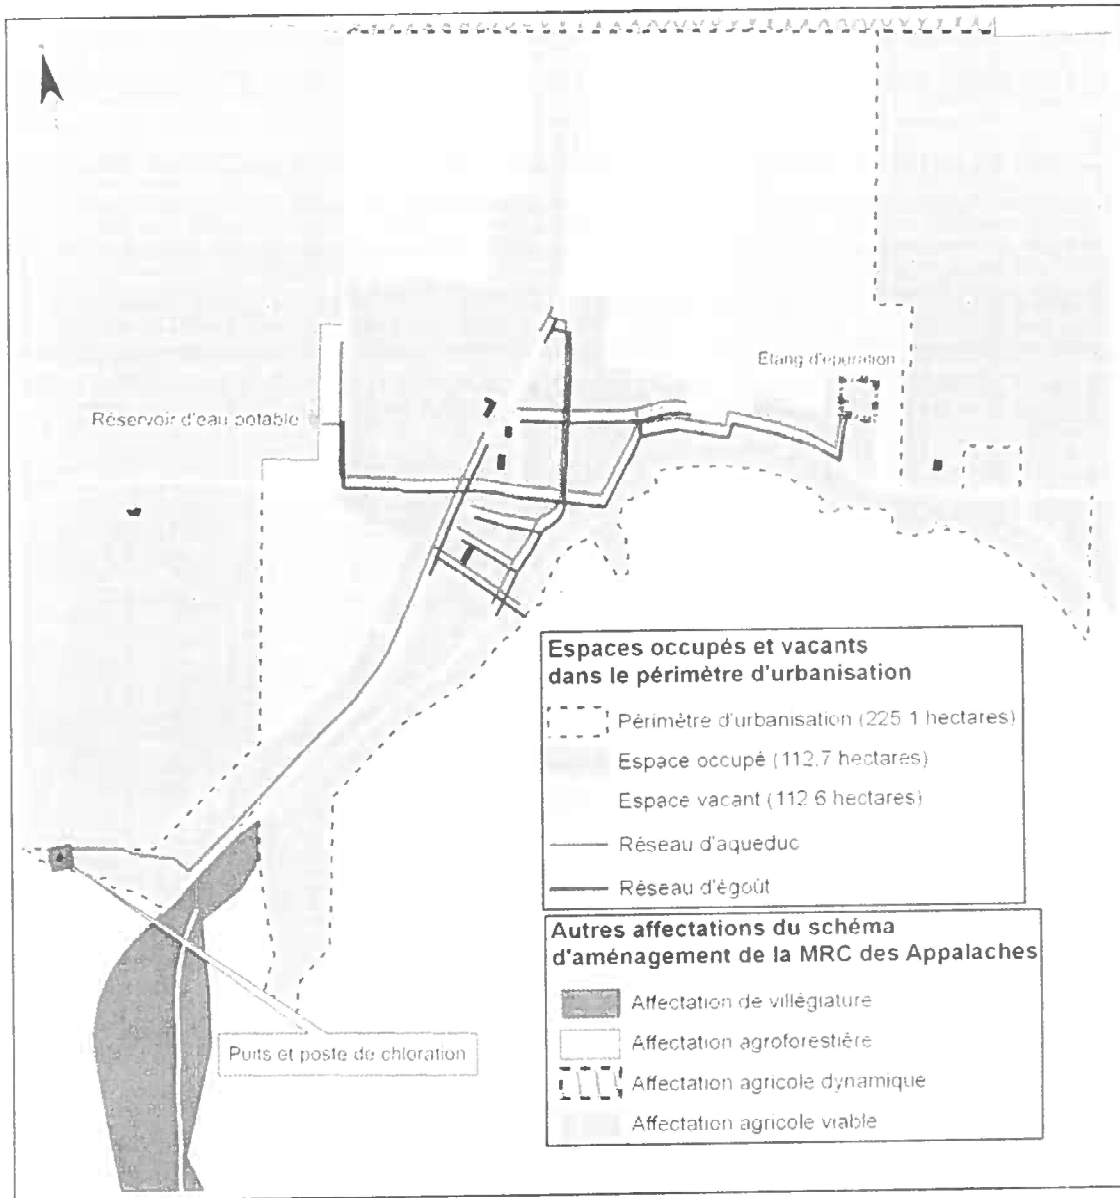 Étang d'épuration
Réservoir d'eau potable
Espaces occupés et vacants
dans le périmètre d'urbanisation
Périmètre d'urbanisation (225.1 hectares)
Espace occupé (112,7 hectares)
Espace vacant (112 6 hectares)
Réseau d'aqueduc
Réseau d'égoût
Autres affectations du schéma
d'aménagement de la MRC des Appalaches
Affectation de villégiature
Affectation agroforestière
Affectation agricole dynamique
Affectation agricole viable
Puits et poste de chloration